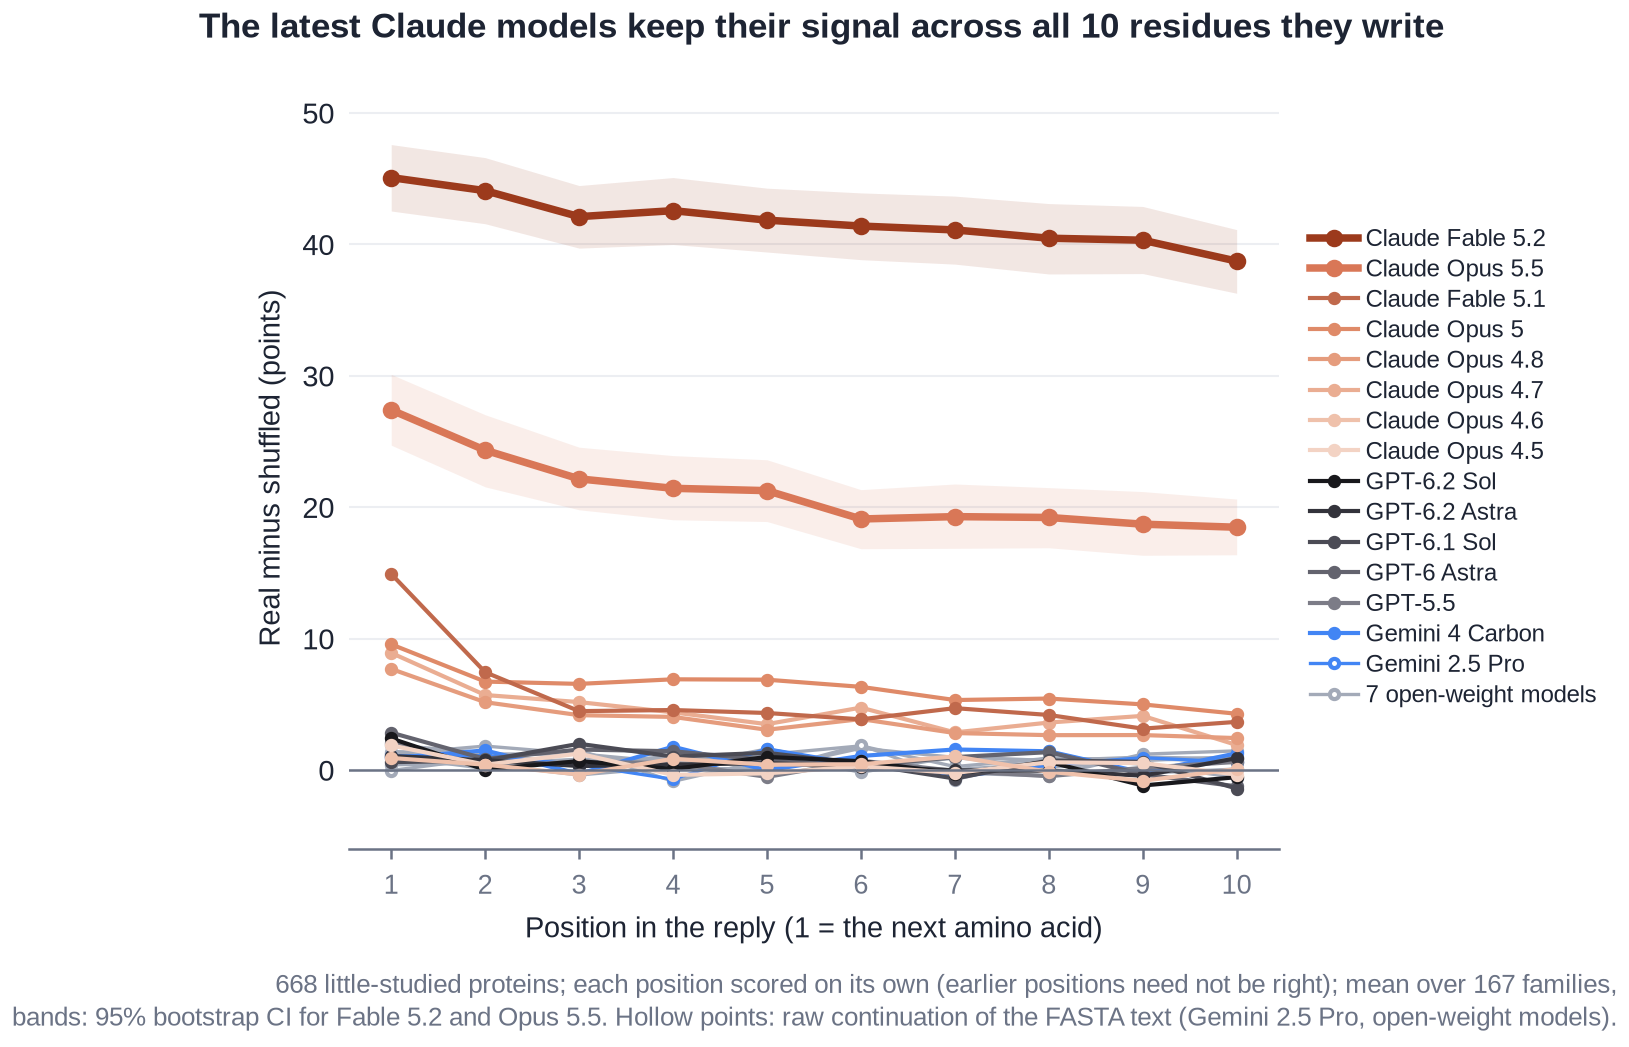 The latest Claude models keep their signal across all 10 residues they write
50
40
30
20
10
0
Real minus shuffled (points)
1 2 3 4 5 6 7 8 9 10
Position in the reply (1 = the next amino acid)
Claude Fable 5.2
Claude Opus 5.5
Claude Fable 5.1
Claude Opus 5
Claude Opus 4.8
Claude Opus 4.7
Claude Opus 4.6
Claude Opus 4.5
GPT-6.2 Sol
GPT-6.2 Astra
GPT-6.1 Sol
GPT-6 Astra
GPT-5.5
Gemini 4 Carbon
Gemini 2.5 Pro
7 open-weight models
668 little-studied proteins; each position scored on its own (earlier positions need not be right); mean over 167 families,
bands: 95% bootstrap CI for Fable 5.2 and Opus 5.5. Hollow points: raw continuation of the FASTA text (Gemini 2.5 Pro, open-weight models).